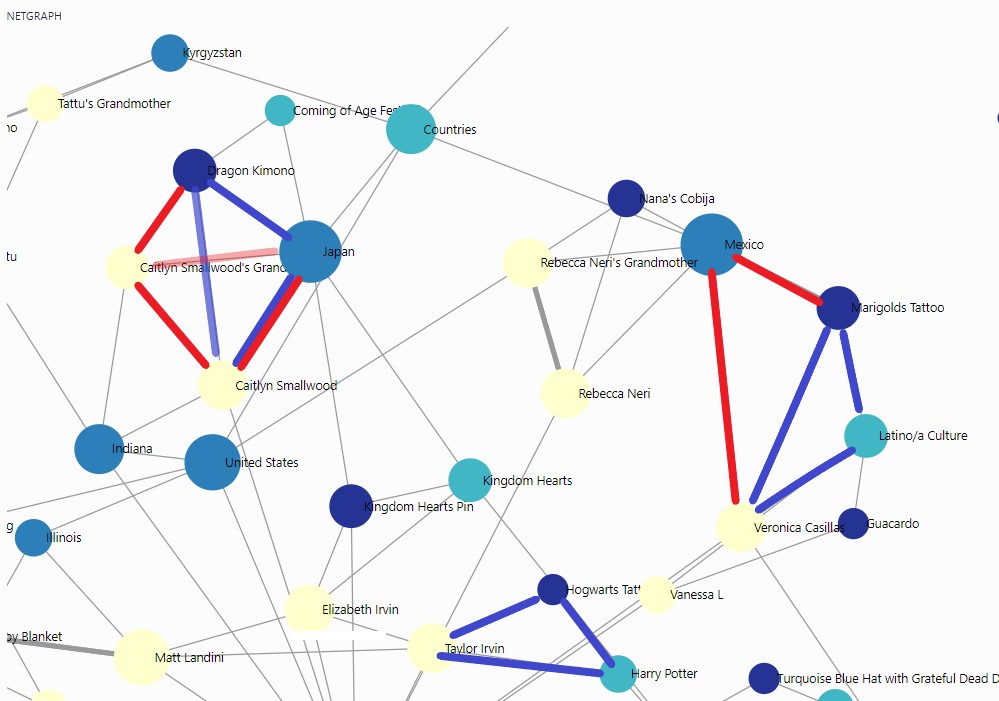 NETGRAPH
Kyrgyzstan
Tattu's Grandmother
Coming of Age Fes
no
Countries
Dragon Kimono
Nana's Cobija
Mexico
Japan
tu
Rebecca Neri's Grandmother
Caitlyn Smallwood's Grand
Marigolds Tattoo
Caitlyn Smallwood
Rebecca Neri
Latino/a Culture
Indiana
United States
Kingdom Hearts
Kingdom Hearts Pin
g
Veronica Casillas
Guacardo
Illinois
Hogwarts Tatt
Vanessa L
Elizabeth Irvin
by Blanket
Taylor Irvin
Matt Landini
Harry Potter
Turquoise Blue Hat with Grateful Dead D